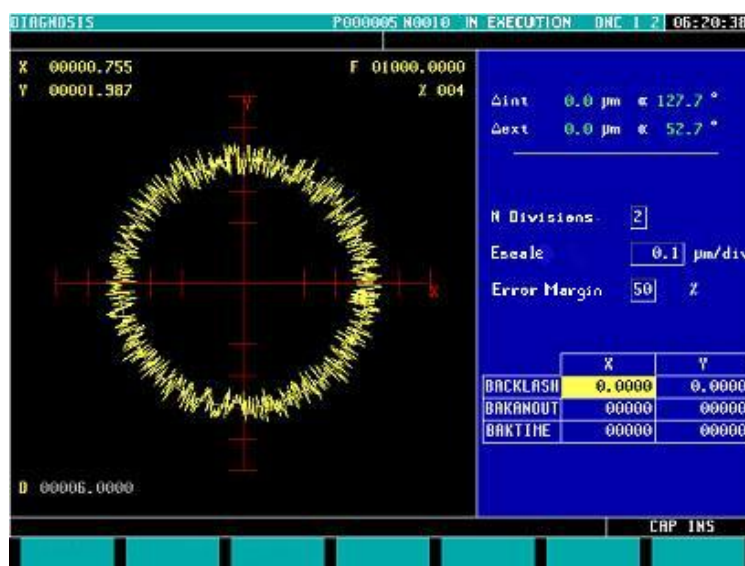 DIAGNOSIS P000005 N0010 IN EXECUTION DNC 1 2 06:20:38
X 00000.755 F 01000.0000
Y 00001.987 % 004
Y
Δint 0.0 µm ∝ 127.7 °
Δext 0.0 µm ∝ 52.7 °
N Divisions 2
Escale 0.1 µm/div
X
Error Margin 50 %
X Y
BACKLASH 0.0000 0.0000
BAKANOUT 00000 00000
BAKTIME 00000 00000
D 00006.0000
CAP INS